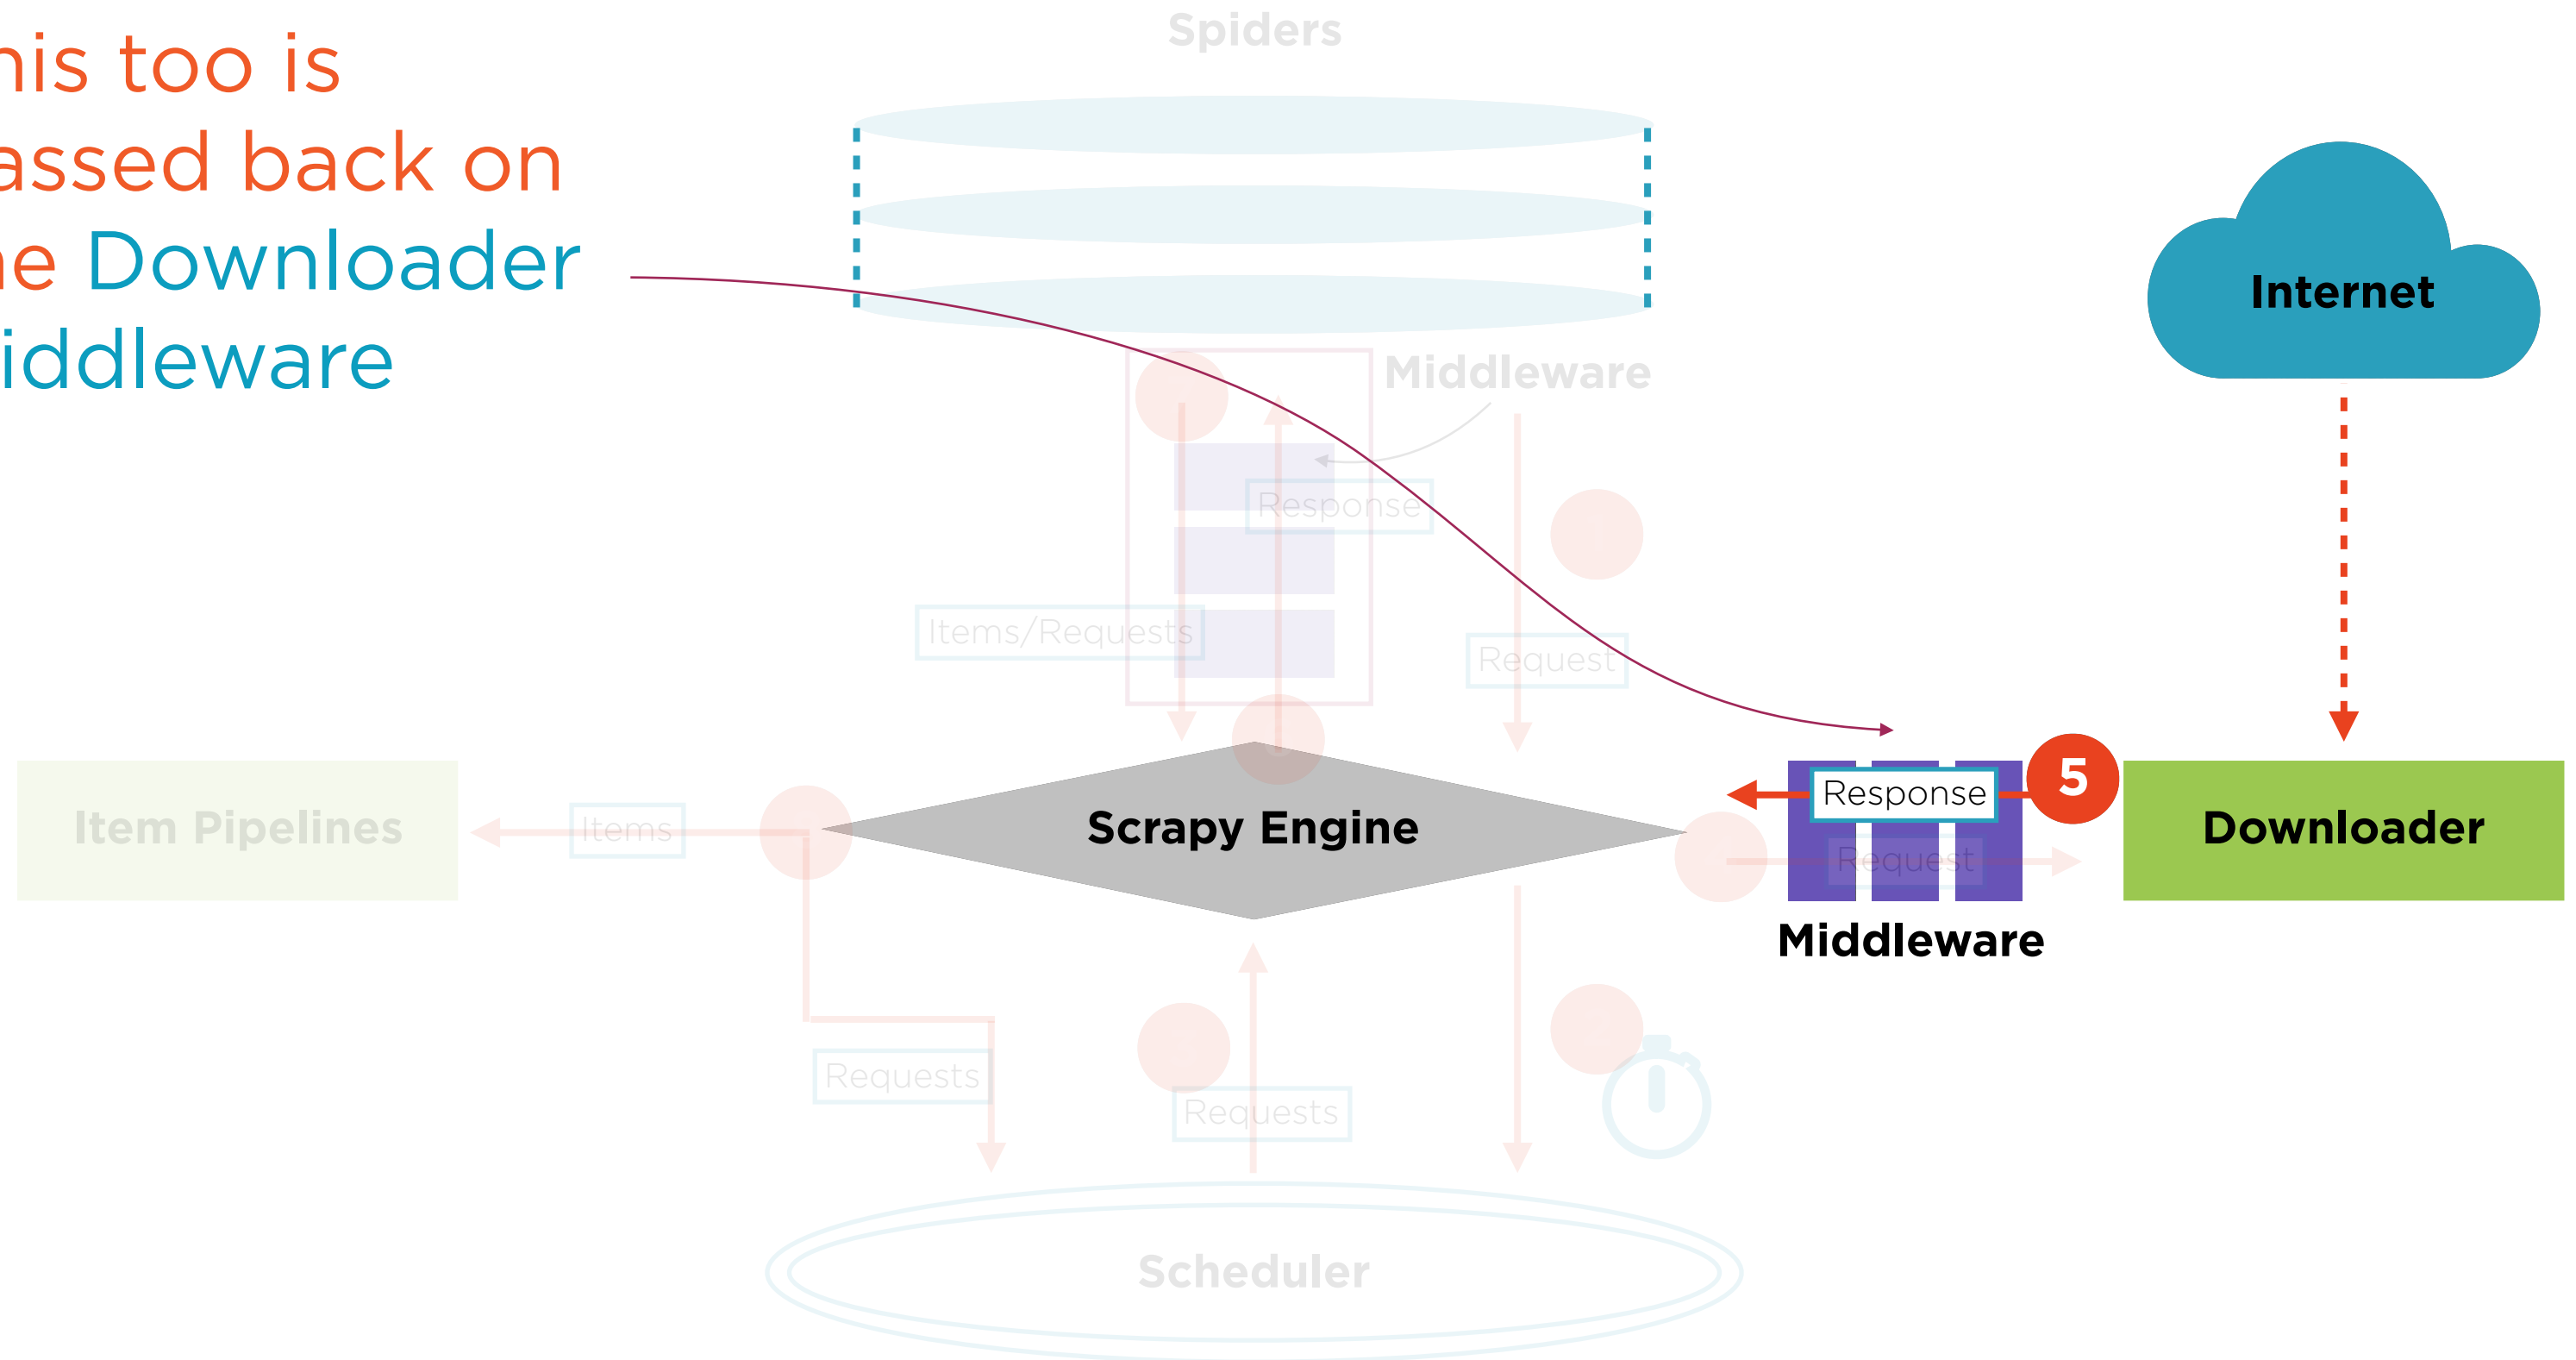 his too is
assed back on
he Downloader
iddleware
Spiders
Internet
Middleware
Response
Items/Requests
Request
Item Pipelines
Items
Scrapy Engine
Response
5
Request
Downloader
Middleware
Requests
Requests
Scheduler